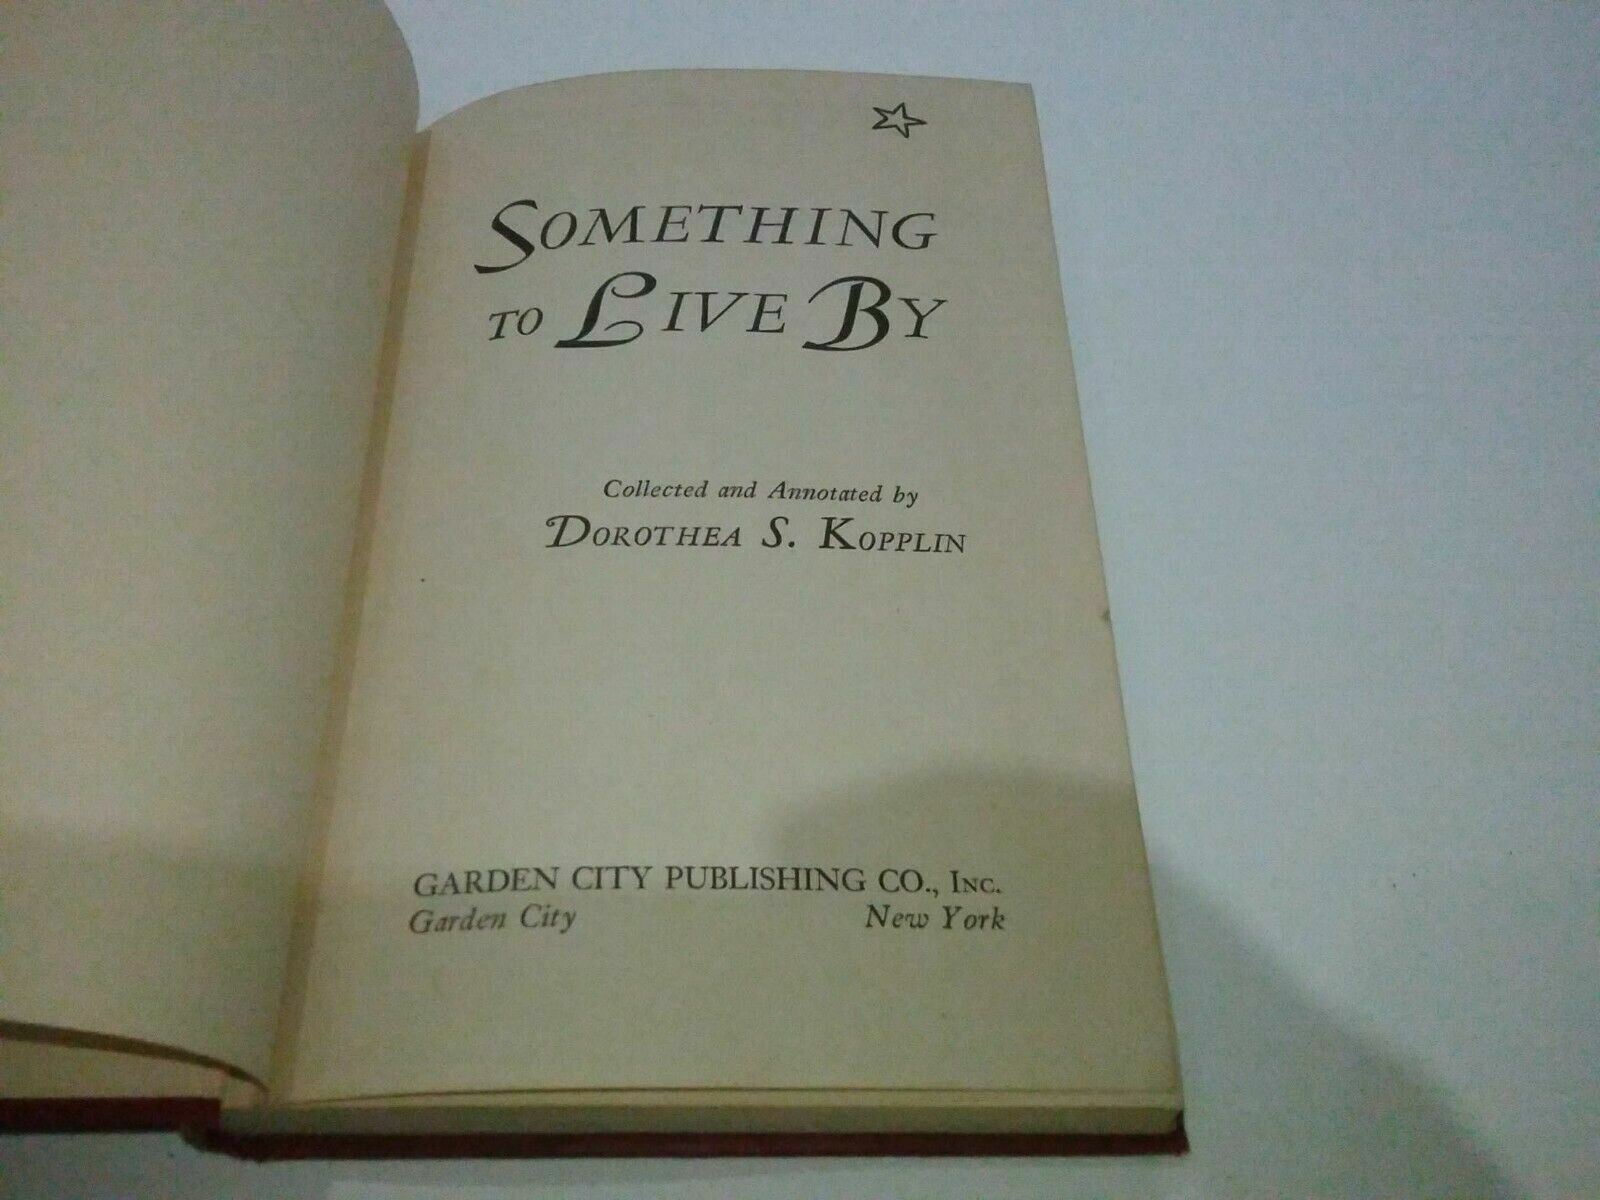 SOMETHING
TO LIVE BY
Collected and Annotated by
DOROTHEA S. KOPPLIN
GARDEN CITY PUBLISHING CO., INC.
Garden City New York